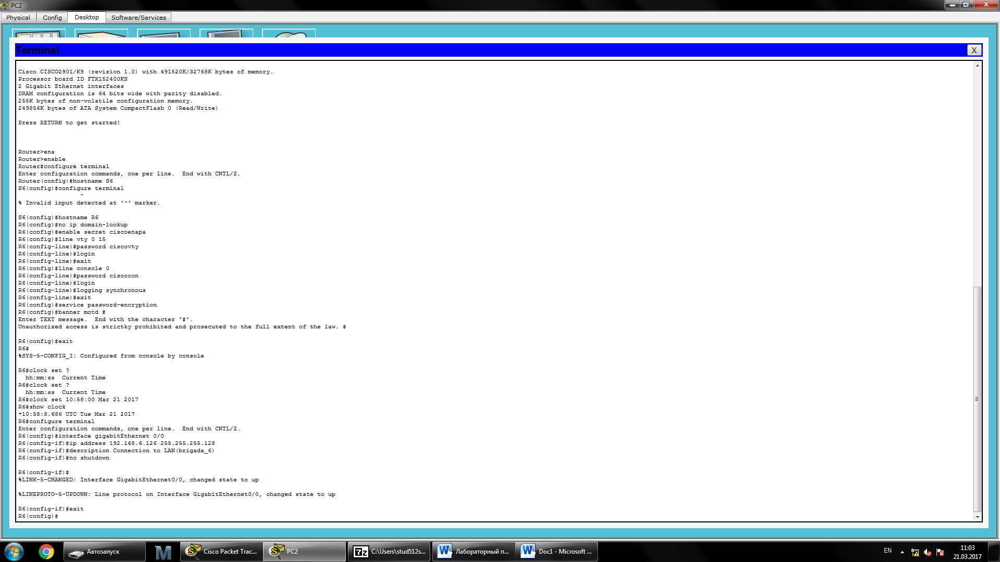 PC2
Physical Config Desktop Software/Services
Terminal X
Cisco CISCO2901/K9 (revision 1.0) with 491520K/32768K bytes of memory.
Processor board ID FTX152400KS
2 Gigabit Ethernet interfaces
DRAM configuration is 64 bits wide with parity disabled.
255K bytes of non-volatile configuration memory.
249856K bytes of ATA System CompactFlash 0 (Read/Write)
Press RETURN to get started!
Router>ena
Router>enable
Router#configure terminal
Enter configuration commands, one per line.  End with CNTL/Z.
Router(config)#hostname S6
S6(config)#configure terminal
^
% Invalid input detected at '^' marker.
S6(config)#hostname R6
R6(config)#no ip domain-lookup
R6(config)#enable secret ciscoenapa
R6(config)#line vty 0 15
R6(config-line)#password ciscovty
R6(config-line)#login
R6(config-line)#exit
R6(config)#line console 0
R6(config-line)#password ciscocon
R6(config-line)#login
R6(config-line)#logging synchronous
R6(config-line)#exit
R6(config)#service password-encryption
R6(config)#banner motd #
Enter TEXT message.  End with the character '#'.
Unauthorized access is strictky prohibited and prosecuted to the full extent of the law. #
R6(config)#exit
R6#
%SYS-5-CONFIG_I: Configured from console by console
R6#clock set ?
hh:mm:ss  Current Time
R6#clock set ?
hh:mm:ss  Current Time
R6#clock set 10:58:00 Mar 21 2017
R6#show clock
*10:58:8.686 UTC Tue Mar 21 2017
R6#configure terminal
Enter configuration commands, one per line.  End with CNTL/Z.
R6(config)#interface gigabitEthernet 0/0
R6(config-if)#ip address 192.168.6.126 255.255.255.128
R6(config-if)#description Connection to LAN(brigada_6)
R6(config-if)#no shutdown
R6(config-if)#
%LINK-5-CHANGED: Interface GigabitEthernet0/0, changed state to up
%LINEPROTO-5-UPDOWN: Line protocol on Interface GigabitEthernet0/0, changed state to up
R6(config-if)#exit
R6(config)#
Автозапуск Cisco Packet Trac... PC2 7z C:\Users\stud512s... Лабораторный п... Doc1 - Microsoft ... EN 11:03
21.03.2017